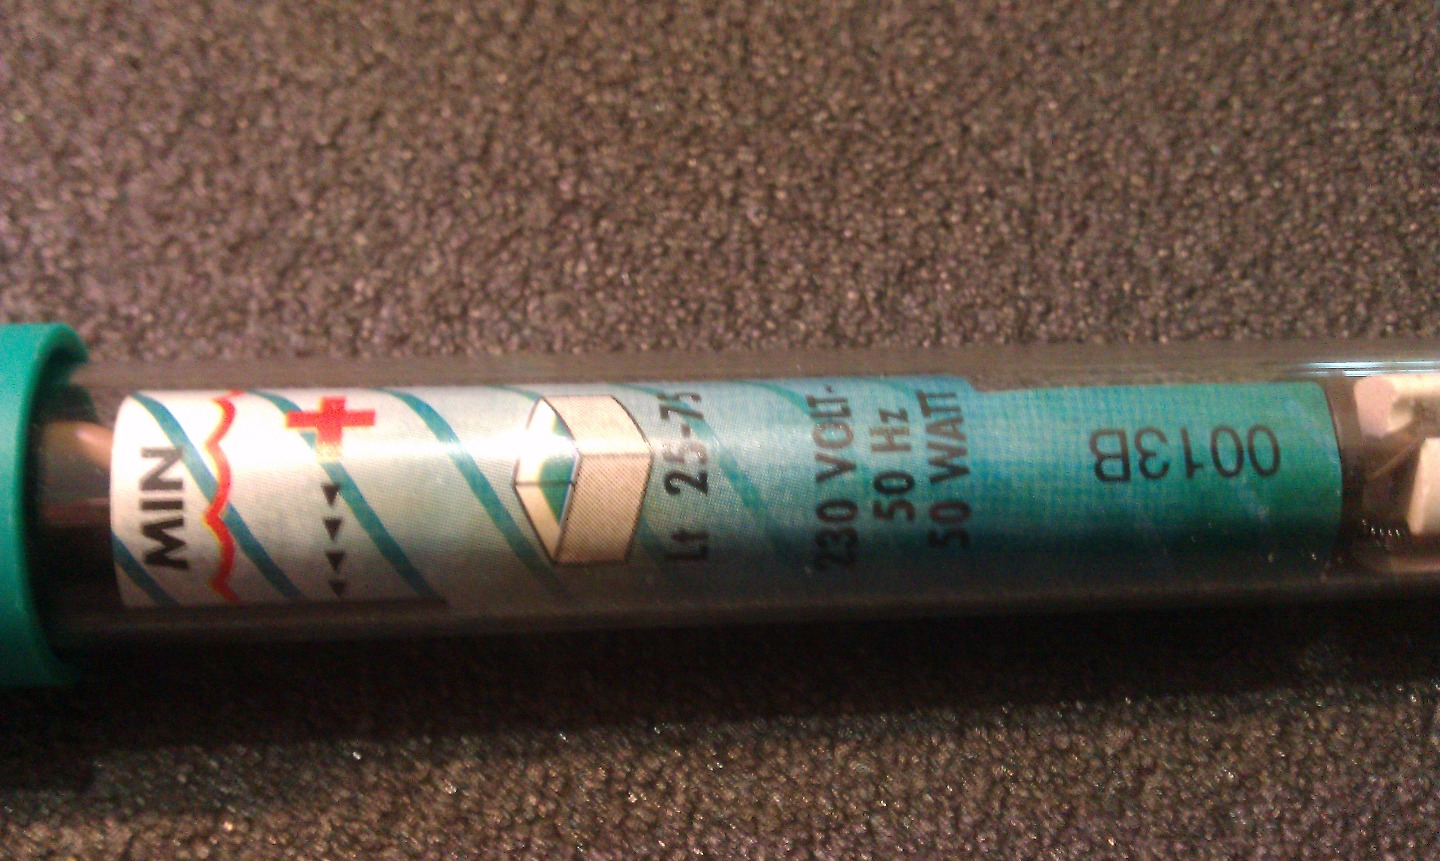 MIN
Lt 25-75
230 VOLT~
50 Hz
50 WATT
0013B